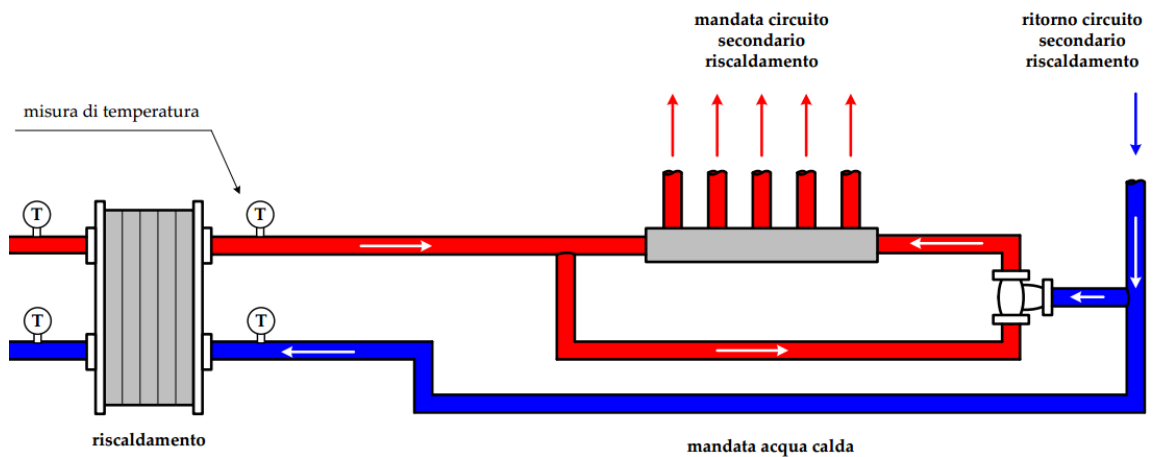 mandata circuito
secondario
riscaldamento
ritorno circuito
secondario
riscaldamento
misura di temperatura
T
T
T
T
riscaldamento
mandata acqua calda